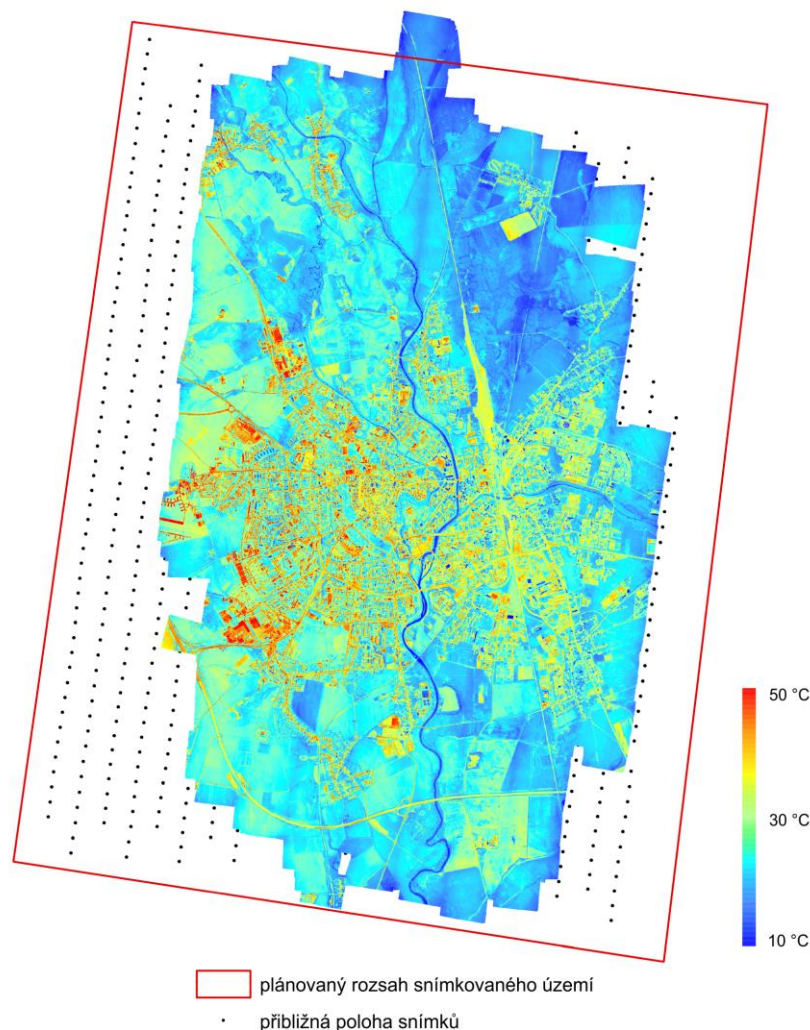 50 °C
30 °C
10 °C
plánovaný rozsah snímkovaného území
přibližná poloha snímků